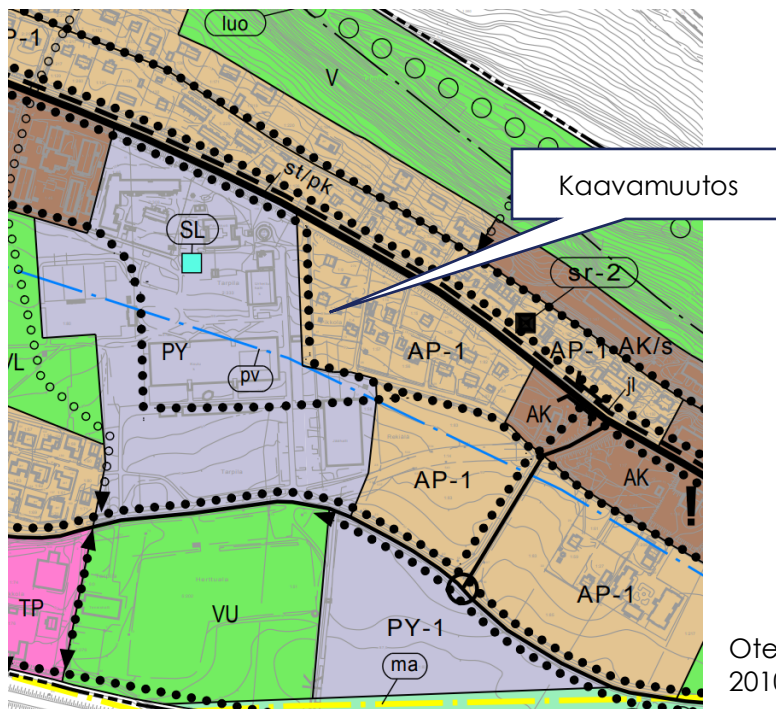 luo
P-1
V
st/pk
Kaavamuutos
SL
sr-2
PY
AP-1
AP-1
AK/s
VL
pv
jl
AK
AP-1
AK
!
AP-1
TP
VU
PY-1
ma
Ote
2010